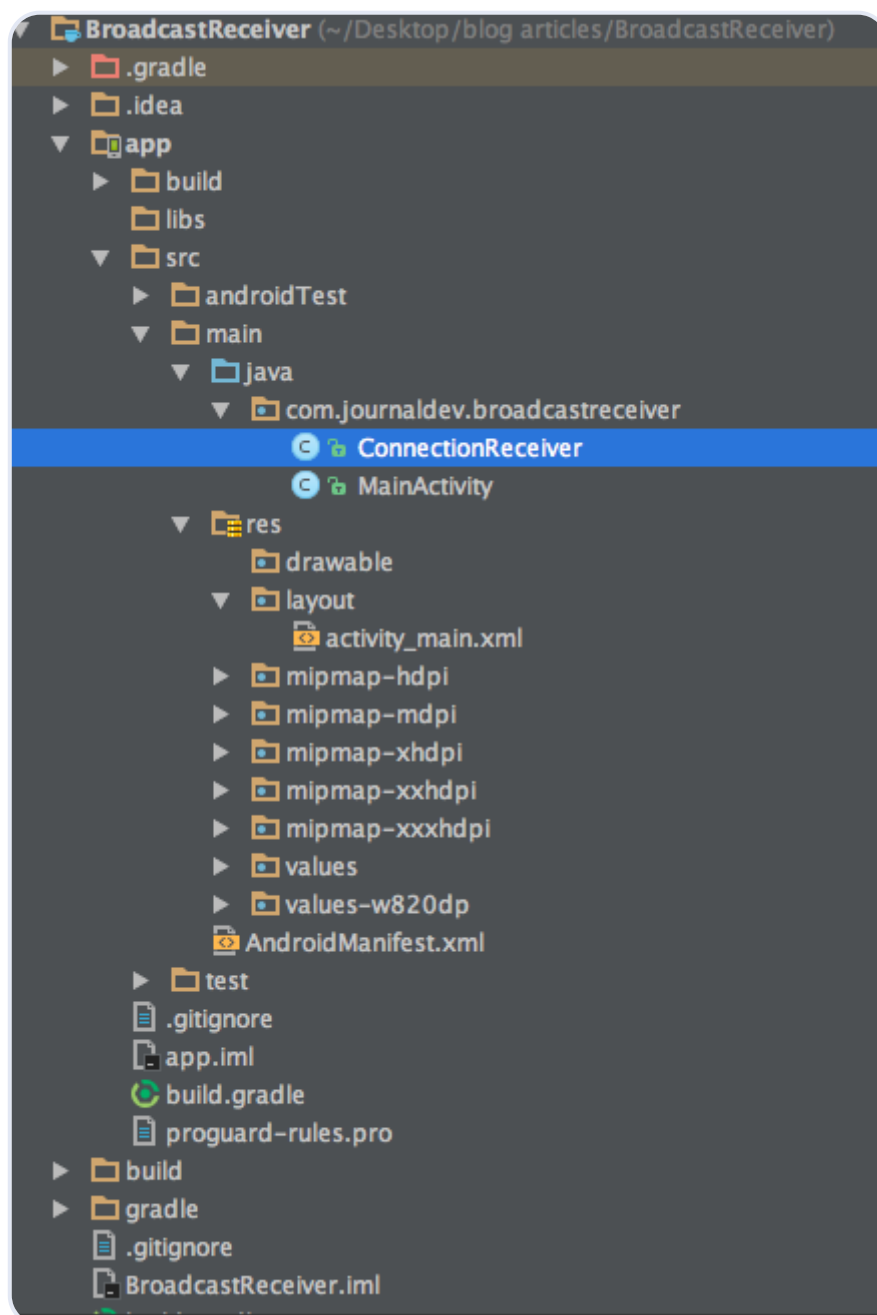 BroadcastReceiver (~/Desktop/blog articles/BroadcastReceiver)
.gradle
.idea
app
build
libs
src
androidTest
main
java
com.journaldev.broadcastreceiver
ConnectionReceiver
MainActivity
res
drawable
layout
activity_main.xml
mipmap-hdpi
mipmap-mdpi
mipmap-xhdpi
mipmap-xxhdpi
mipmap-xxxhdpi
values
values-w820dp
AndroidManifest.xml
test
.gitignore
app.iml
build.gradle
proguard-rules.pro
build
gradle
.gitignore
BroadcastReceiver.iml